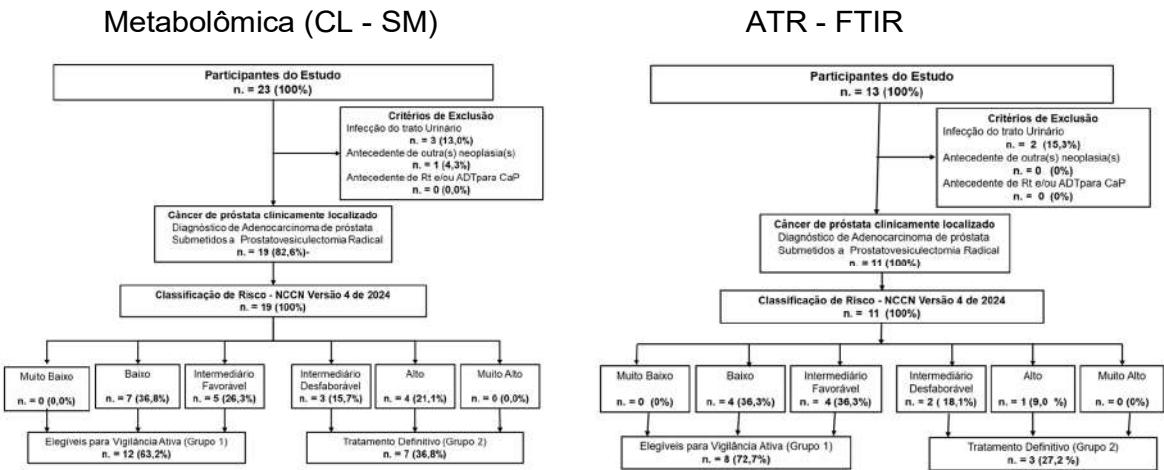 Metabolômica (CL - SM)
Participantes do Estudo
n. = 23 (100%)
Critérios de Exclusão
Infecção do trato Urinário
n. = 3 (13,0%)
Antecedente de outra(s) neoplasia(s)
n. = 1 (4,3%)
Antecedente de Rt e/ou ADTpara CaP
n. = 0 (0,0%)
Câncer de próstata clinicamente localizado
Diagnóstico de Adenocarcinoma de próstata
Submetidos a Prostatovesiculectomia Radical
n. = 19 (82,6%)-
Classificação de Risco - NCCN Versão 4 de 2024
n. = 19 (100%)
Muito Baixo
n. = 0 (0,0%)
Baixo
n. = 7 (36,8%)
Intermediário
Favorável
n. = 5 (26,3%)
Intermediário
Desfaborável
n. = 3 (15,7%)
Alto
n. = 4 (21,1%)
Muito Alto
n. = 0 (0,0%)
Elegíveis para Vigilância Ativa (Grupo 1)
n. = 12 (63,2%)
Tratamento Definitivo (Grupo 2)
n. = 7 (36,8%)
ATR - FTIR
Participantes do Estudo
n. = 13 (100%)
Critérios de Exclusão
Infecção do trato Urinário
n. = 2 (15,3%)
Antecedente de outra(s) neoplasia(s)
n. = 0 (0%)
Antecedente de Rt e/ou ADTpara CaP
n. = 0 (0%)
Câncer de próstata clinicamente localizado
Diagnóstico de Adenocarcinoma de próstata
Submetidos a Prostatovesiculectomia Radical
n. = 11 (100%)
Classificação de Risco - NCCN Versão 4 de 2024
n. = 11 (100%)
Muito Baixo
n. = 0 (0%)
Baixo
n. = 4 (36,3%)
Intermediário
Favorável
n. = 4 (36,3%)
Intermediário
Desfaborável
n. = 2 ( 18,1%)
Alto
n. = 1 (9,0 %)
Muito Alto
n. = 0 (0%)
Elegíveis para Vigilância Ativa (Grupo 1)
n. = 8 (72,7%)
Tratamento Definitivo (Grupo 2)
n. = 3 (27,2 %)